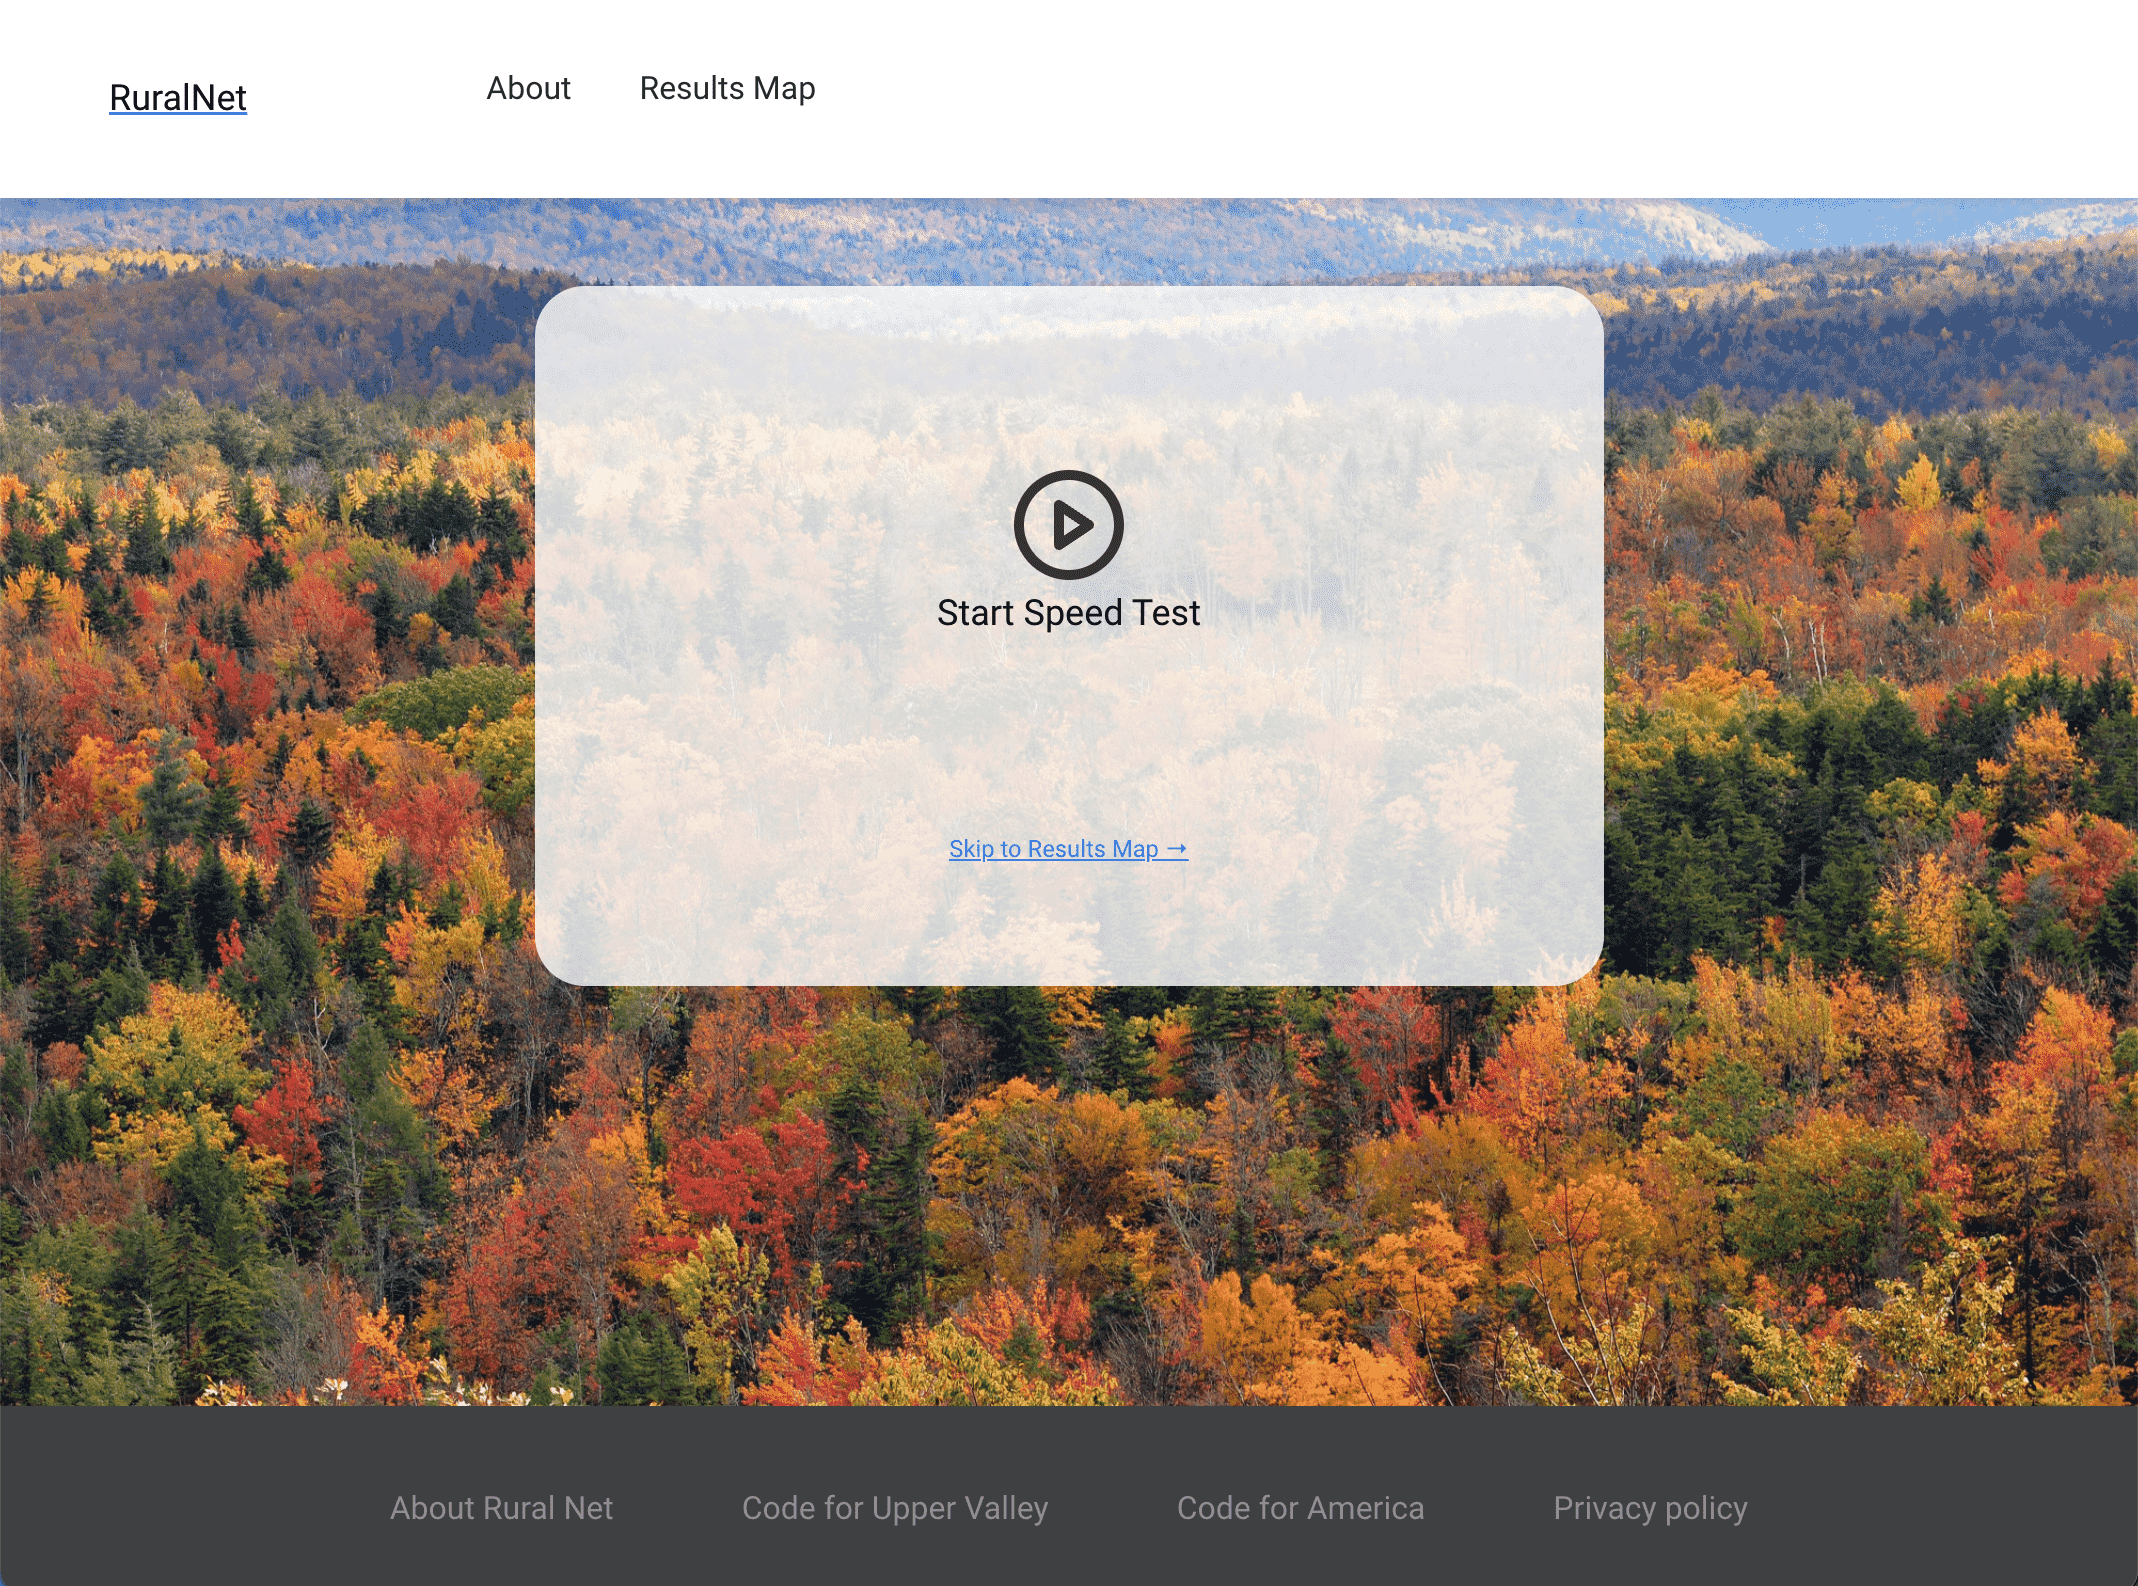 RuralNet
About
Results Map
Start Speed Test
Skip to Results Map →
About Rural Net
Code for Upper Valley
Code for America
Privacy policy